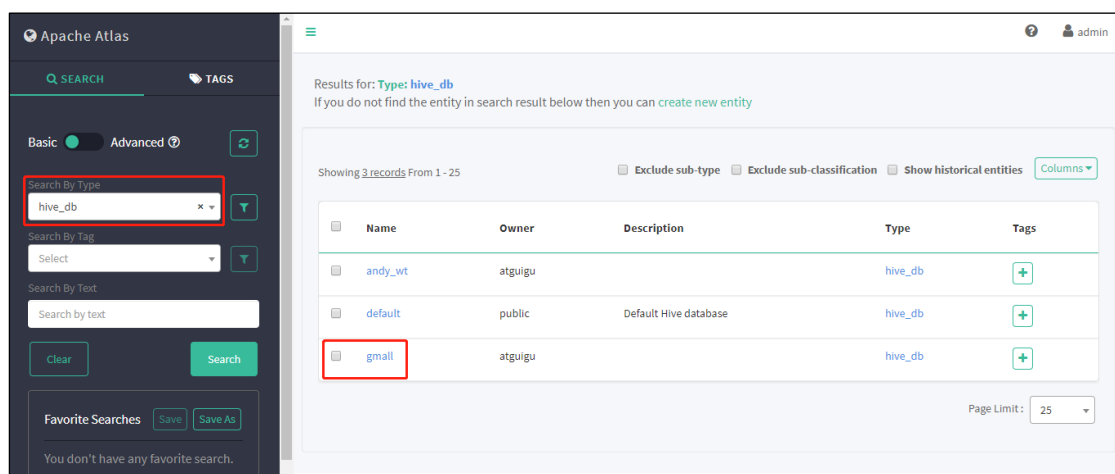 Apache Atlas
admin
SEARCH
TAGS
Basic
Advanced
Search By Type
hive_db
Search By Tag
Select
Search By Text
Search by text
Clear
Search
Favorite Searches
Save
Save As
You don't have any favorite search.
Results for: Type: hive_db
If you do not find the entity in search result below then you can create new entity
Showing 3 records From 1 - 25
Exclude sub-type
Exclude sub-classification
Show historical entities
Columns
Name Owner Description Type Tags
andy_wt atguigu hive_db +
default public Default Hive database hive_db +
gmall atguigu hive_db +
Page Limit : 25